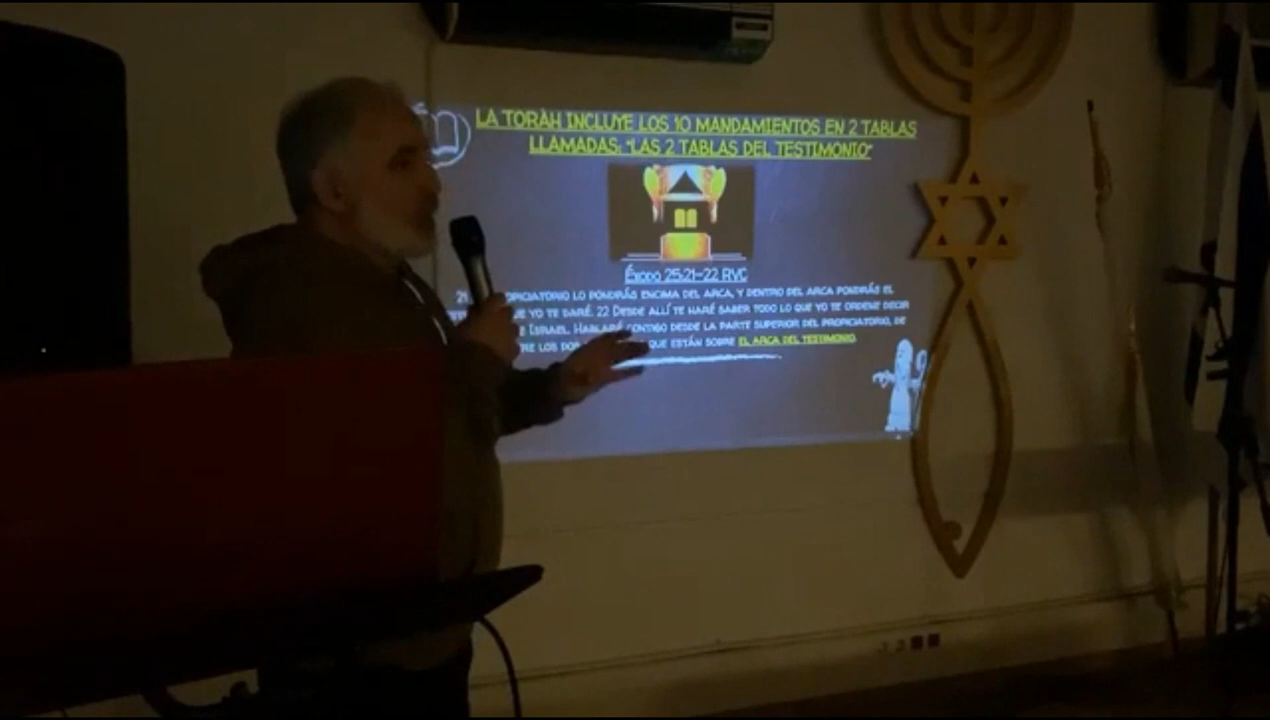 LA TORÀH INCLUYE LOS 10 MANDAMIENTOS EN 2 TABLAS
LLAMADAS: "LAS 2 TABLAS DEL TESTIMONIO"
Éxodo 25:21-22 RVC
OPICIATORIO LO PONDRÁS ENCIMA DEL ARCA, Y DENTRO DEL ARCA PONDRÁS EL
QUE YO TE DARÉ. 22 DESDE ALLÍ TE HARÉ SABER TODO LO QUE YO TE ORDENE DECIR
ISRAEL. HABLARÉ CONTIGO DESDE LA PARTE SUPERIOR DEL PROPICIATORIO, DE
LOS DOS QUE ESTÁN SOBRE EL ARCA DEL TESTIMONIO.